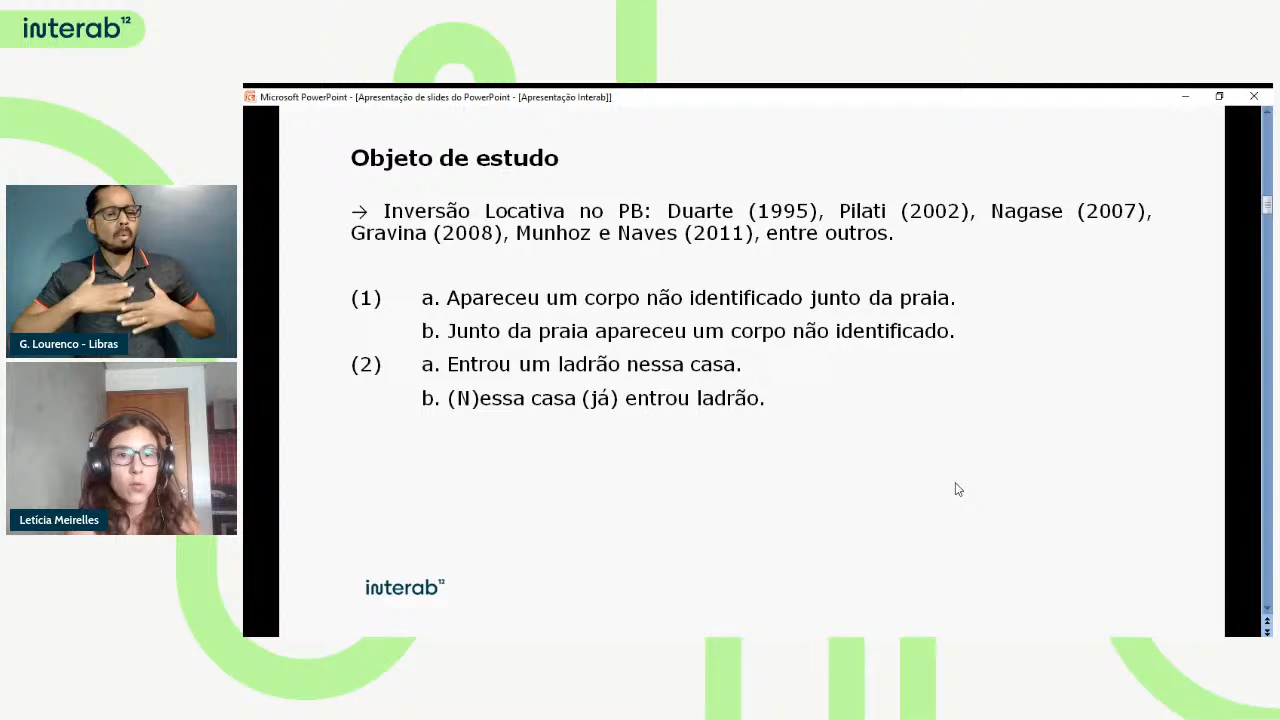 interab¹²
Microsoft PowerPoint - [Apresentação de slides do PowerPoint - [Apresentação Interab]]
Objeto de estudo
→ Inversão Locativa no PB: Duarte (1995), Pilati (2002), Nagase (2007),
Gravina (2008), Munhoz e Naves (2011), entre outros.
(1) a. Apareceu um corpo não identificado junto da praia.
b. Junto da praia apareceu um corpo não identificado.
(2) a. Entrou um ladrão nessa casa.
b. (N)essa casa (já) entrou ladrão.
interab¹²
G. Lourenco - Libras
Letícia Meirelles